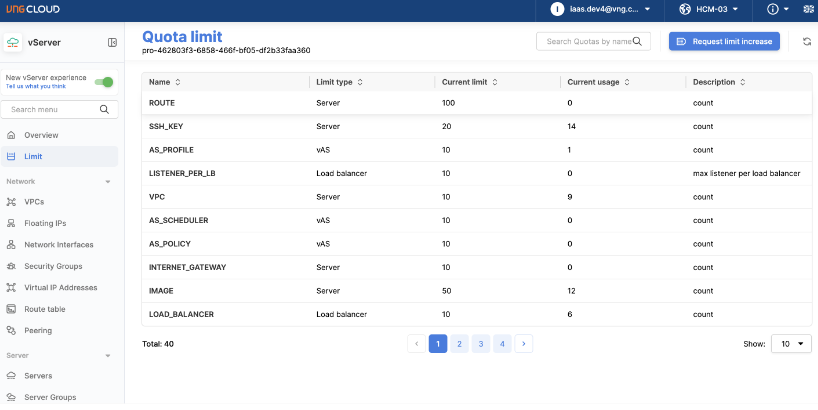 VNGCLOUD
I iaas.dev4@vng.c...
HCM-03
vServer
New vServer experience
Tell us what you think
Search menu
Overview
Limit
Network
VPCs
Floating IPs
Network Interfaces
Security Groups
Virtual IP Addresses
Route table
Peering
Server
Servers
Server Groups
Quota limit
pro-462803f3-6858-466f-bf05-df2b33faa360
Search Quotas by name
Request limit increase
Name Limit type Current limit Current usage Description
ROUTE Server 100 0 count
SSH_KEY Server 20 14 count
AS_PROFILE vAS 10 1 count
LISTENER_PER_LB Load balancer 10 0 max listener per load balancer
VPC Server 10 9 count
AS_SCHEDULER vAS 10 0 count
AS_POLICY vAS 10 0 count
INTERNET_GATEWAY Server 10 0 count
IMAGE Server 50 12 count
LOAD_BALANCER Load balancer 10 6 count
Total: 40
1 2 3 4
Show: 10